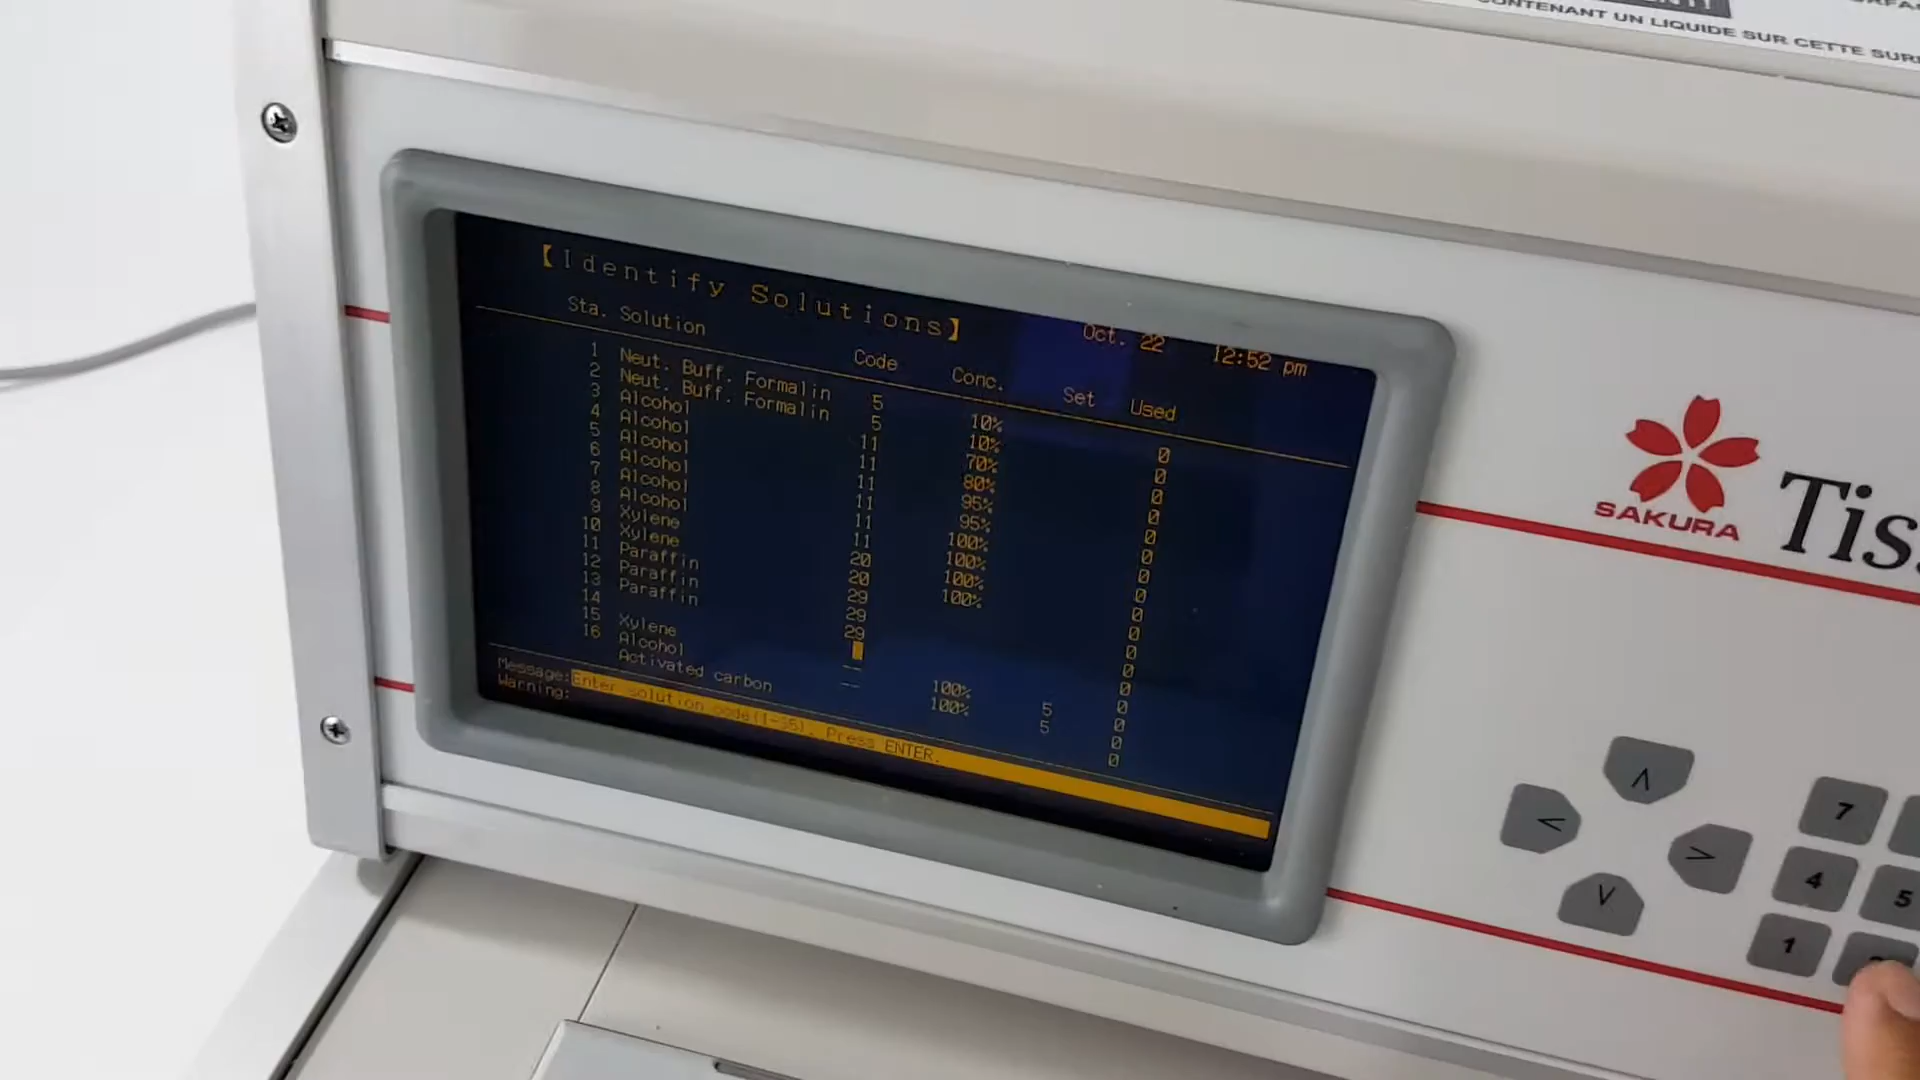 CONTENANT UN LIQUIDE SUR CETTE SURF
【Identify Solutions】 Oct. 22 12:52 pm
Sta. Solution Code Conc. Set Used
1 Neut. Buff. Formalin 5 10% 0
2 Neut. Buff. Formalin 5 10% 0
3 Alcohol 11 70% 0
4 Alcohol 11 80% 0
5 Alcohol 11 95% 0
6 Alcohol 11 95% 0
7 Alcohol 11 100% 0
8 Alcohol 11 100% 0
9 Xylene 20 100% 0
10 Xylene 20 100% 0
11 Paraffin 29 0
12 Paraffin 29 0
13 Paraffin 29 0
14 0
15 Xylene -- 100% 5 0
16 Alcohol -- 100% 5 0
Activated carbon 0
Message:Enter solution code(1-35). Press ENTER.
Warning:
SAKURA
Tis
7
4 5
1